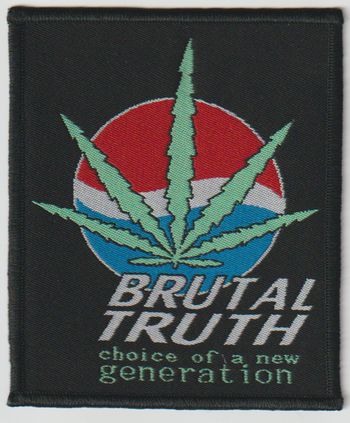 BRUTAL
TRUTH
choice of a new
generation